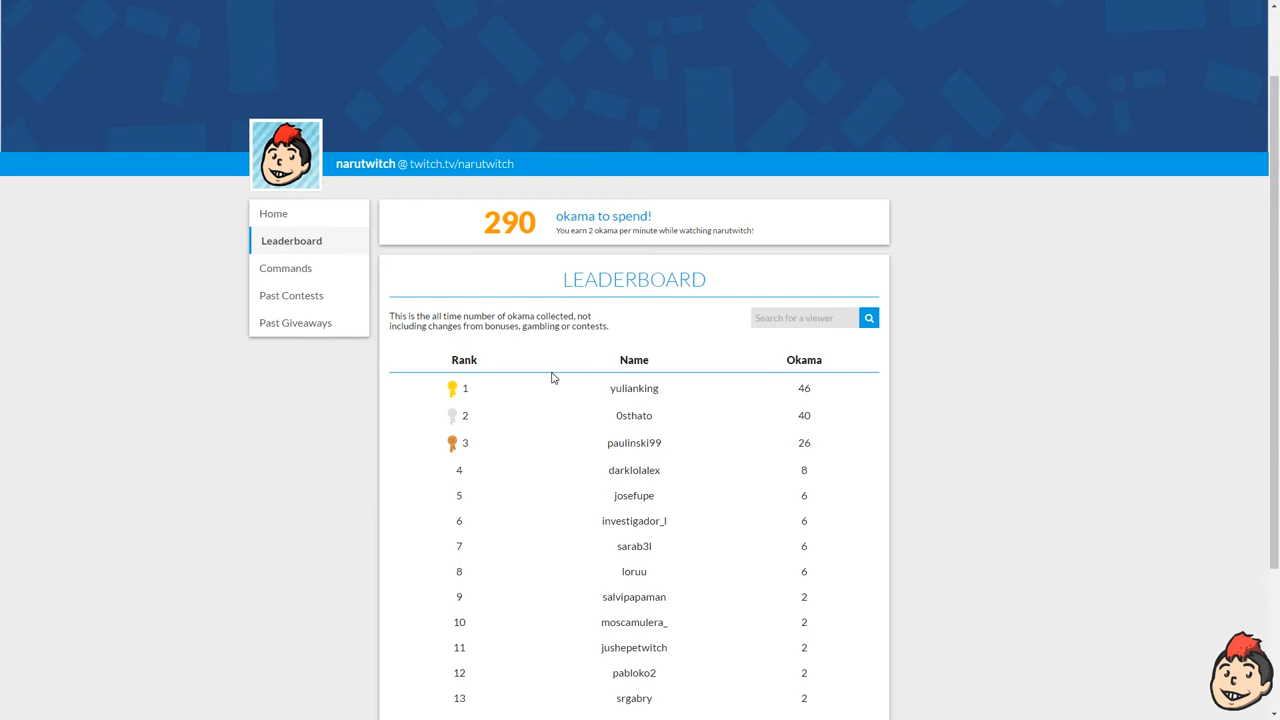 narutwitch @ twitch.tv/narutwitch
Home
Leaderboard
Commands
Past Contests
Past Giveaways
290
okama to spend!
You earn 2 okama per minute while watching narutwitch!
LEADERBOARD
This is the all time number of okama collected, not
including changes from bonuses, gambling or contests.
Search for a viewer
Rank Name Okama
1 yulianking 46
2 0sthato 40
3 paulinski99 26
4 darklolalex 8
5 josefupe 6
6 investigador_l 6
7 sarab3l 6
8 loruu 6
9 salvipapaman 2
10 moscamulera_ 2
11 jushepetwitch 2
12 pabloko2 2
13 srgabry 2